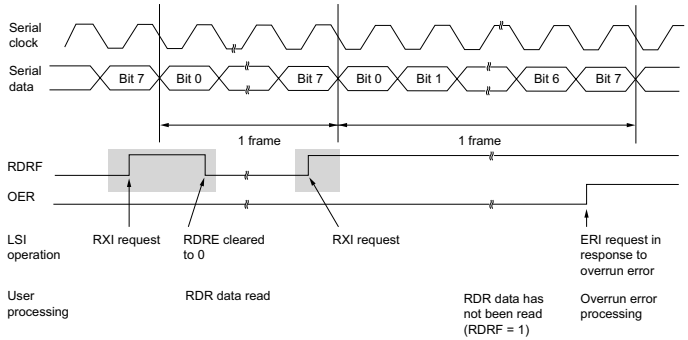 Serial
clock
Serial
data
Bit 7
Bit 0
Bit 7
Bit 0
Bit 1
Bit 6
Bit 7
1 frame
1 frame
RDRF
OER
LSI
operation
RXI request
RDRE cleared
to 0
RXI request
ERI request in
response to
overrun error
User
processing
RDR data read
RDR data has
not been read
(RDRF = 1)
Overrun error
processing